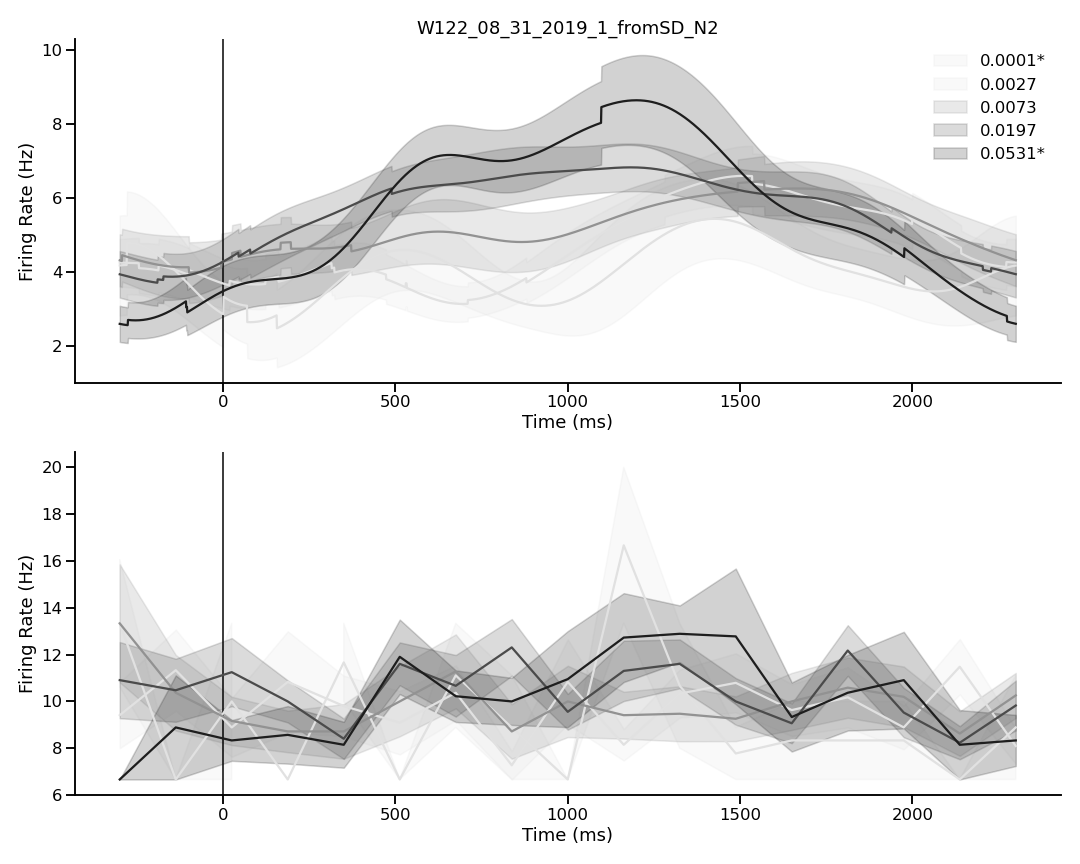 W122_08_31_2019_1_fromSD_N2
10
8
6
4
2
Firing Rate (Hz)
0.0001*
0.0027
0.0073
0.0197
0.0531*
0 500 1000 1500 2000
Time (ms)
20
18
16
14
12
10
8
6
Firing Rate (Hz)
0 500 1000 1500 2000
Time (ms)